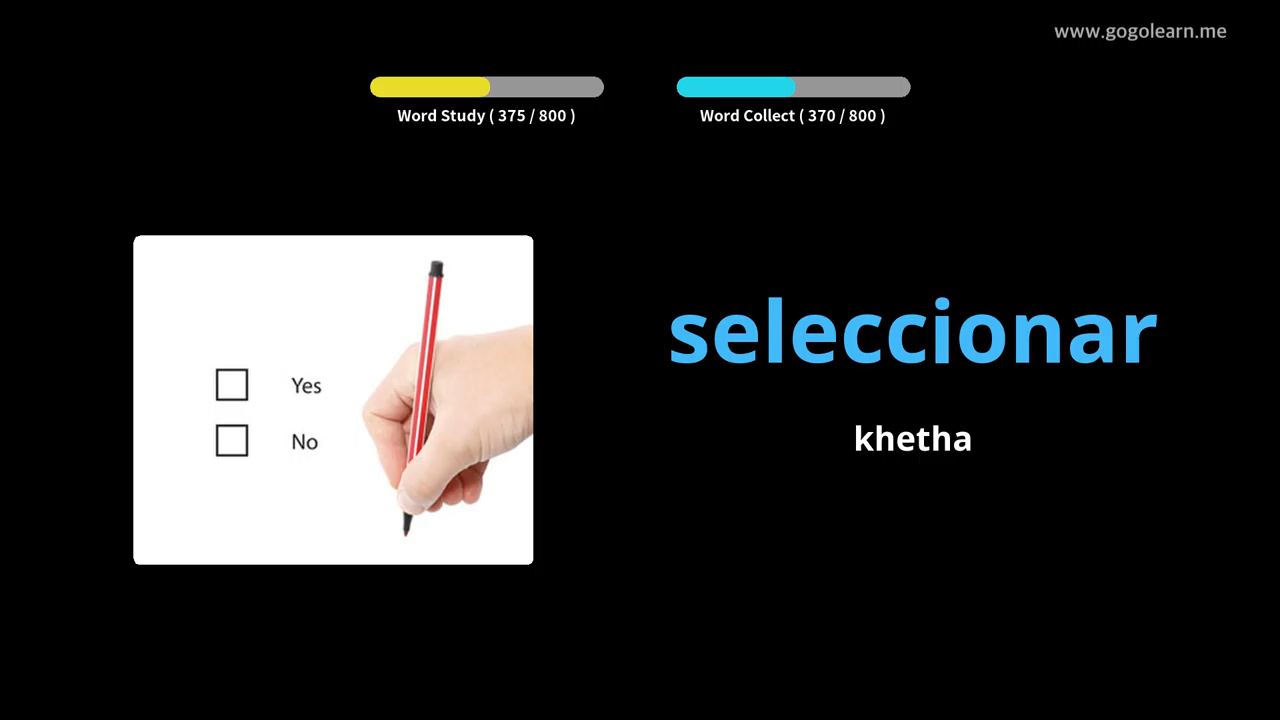 www.gogolearn.me
Word Study ( 375 / 800 )
Word Collect ( 370 / 800 )
Yes
No
seleccionar
khetha